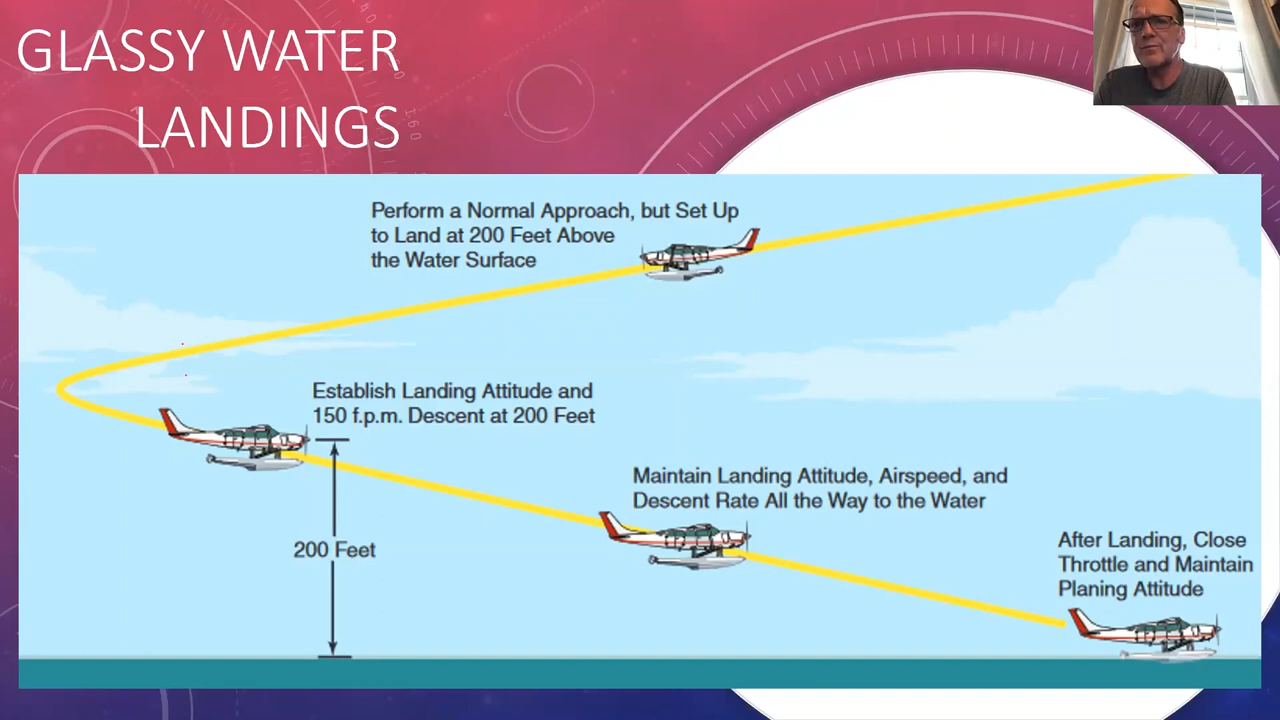 GLASSY WATER
LANDINGS
Perform a Normal Approach, but Set Up
to Land at 200 Feet Above
the Water Surface
Establish Landing Attitude and
150 f.p.m. Descent at 200 Feet
Maintain Landing Attitude, Airspeed, and
Descent Rate All the Way to the Water
200 Feet
After Landing, Close
Throttle and Maintain
Planing Attitude